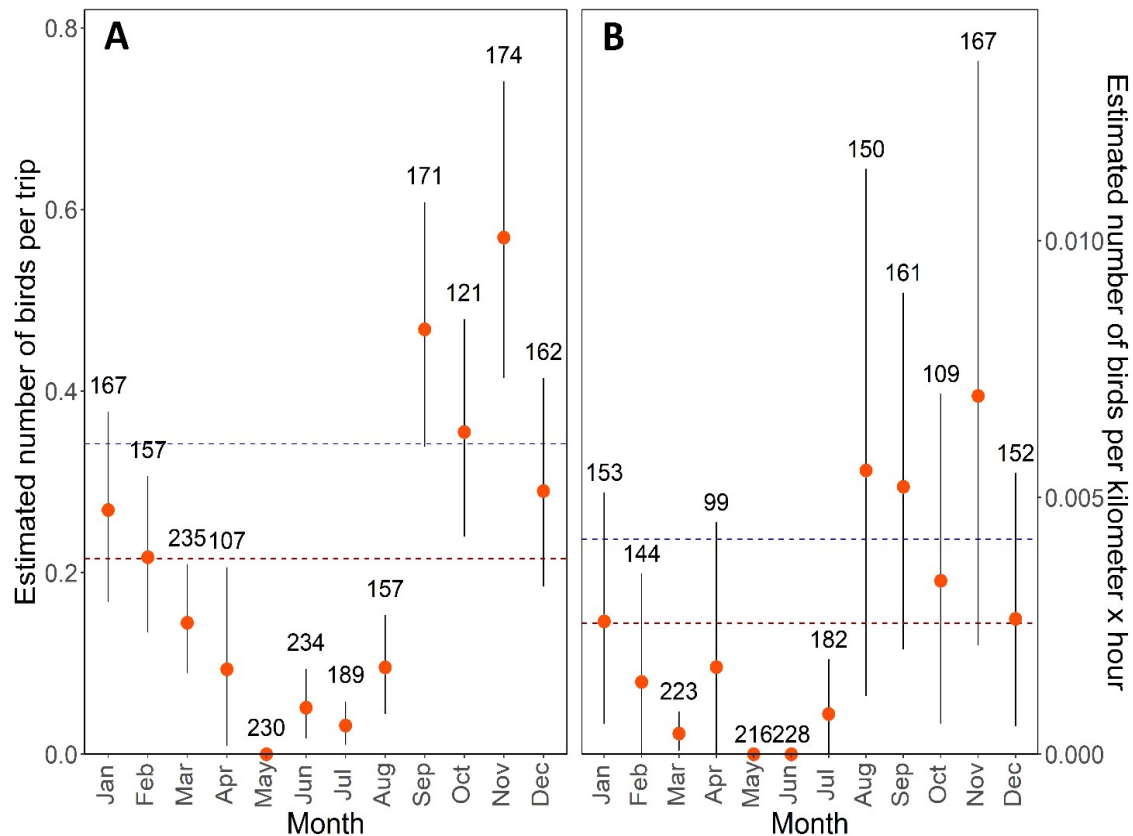 A
B
Estimated number of birds per trip
0.8
0.6
0.4
0.2
0.0
167
157
235
107
230
234
189
157
171
121
174
162
Jan
Feb
Mar
Apr
May
Jun
Jul
Aug
Sep
Oct
Nov
Dec
Month
153
144
223
99
216
228
182
150
161
109
167
152
Jan
Feb
Mar
Apr
May
Jun
Jul
Aug
Sep
Oct
Nov
Dec
Month
0.010
0.005
0.000
Estimated number of birds per kilometer x hour